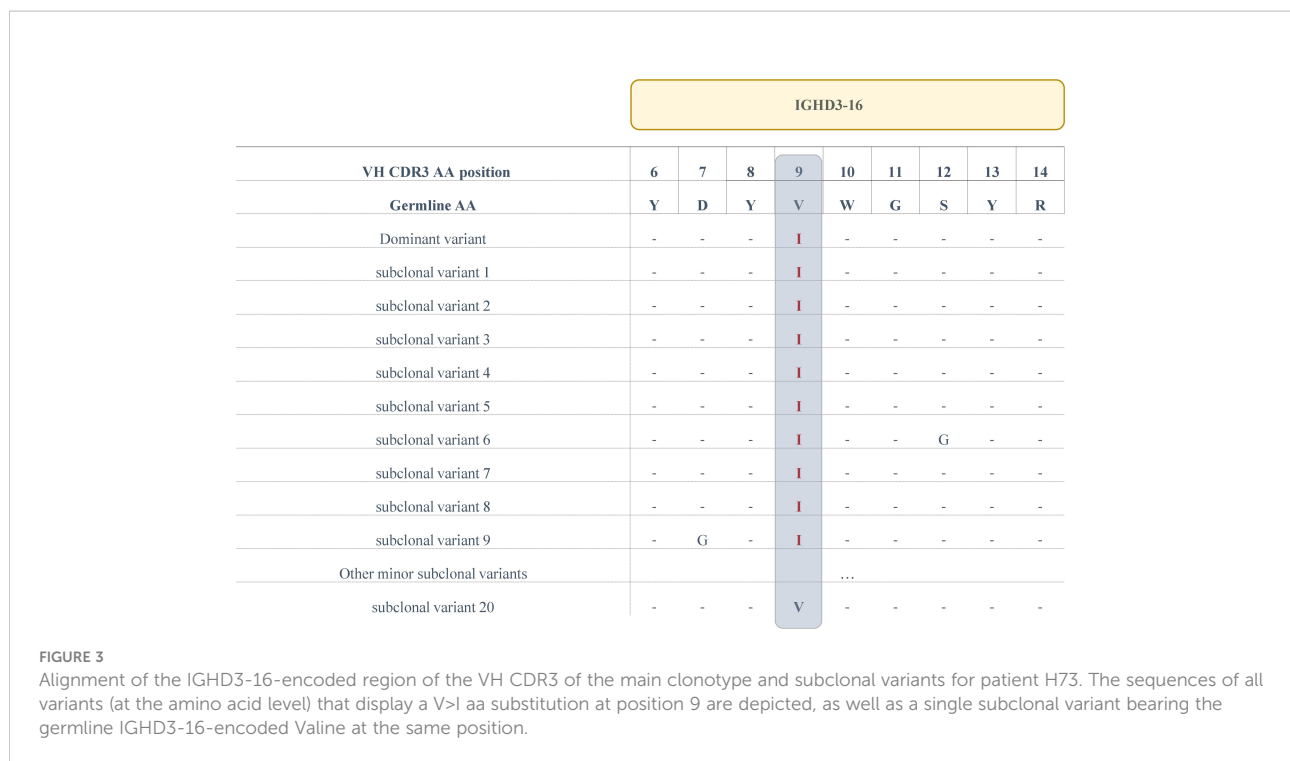 IGHD3-16
VH CDR3 AA position 6 7 8 9 10 11 12 13 14
Germline AA Y D Y V W G S Y R
Dominant variant - - - I - - - - -
subclonal variant 1 - - - I - - - - -
subclonal variant 2 - - - I - - - - -
subclonal variant 3 - - - I - - - - -
subclonal variant 4 - - - I - - - - -
subclonal variant 5 - - - I - - - - -
subclonal variant 6 - - - I - - G - -
subclonal variant 7 - - - I - - - - -
subclonal variant 8 - - - I - - - - -
subclonal variant 9 - G - I - - - - -
Other minor subclonal variants ...
subclonal variant 20 - - - V - - - - -
FIGURE 3
Alignment of the IGHD3-16-encoded region of the VH CDR3 of the main clonotype and subclonal variants for patient H73. The sequences of all
variants (at the amino acid level) that display a V>I aa substitution at position 9 are depicted, as well as a single subclonal variant bearing the
germline IGHD3-16-encoded Valine at the same position.